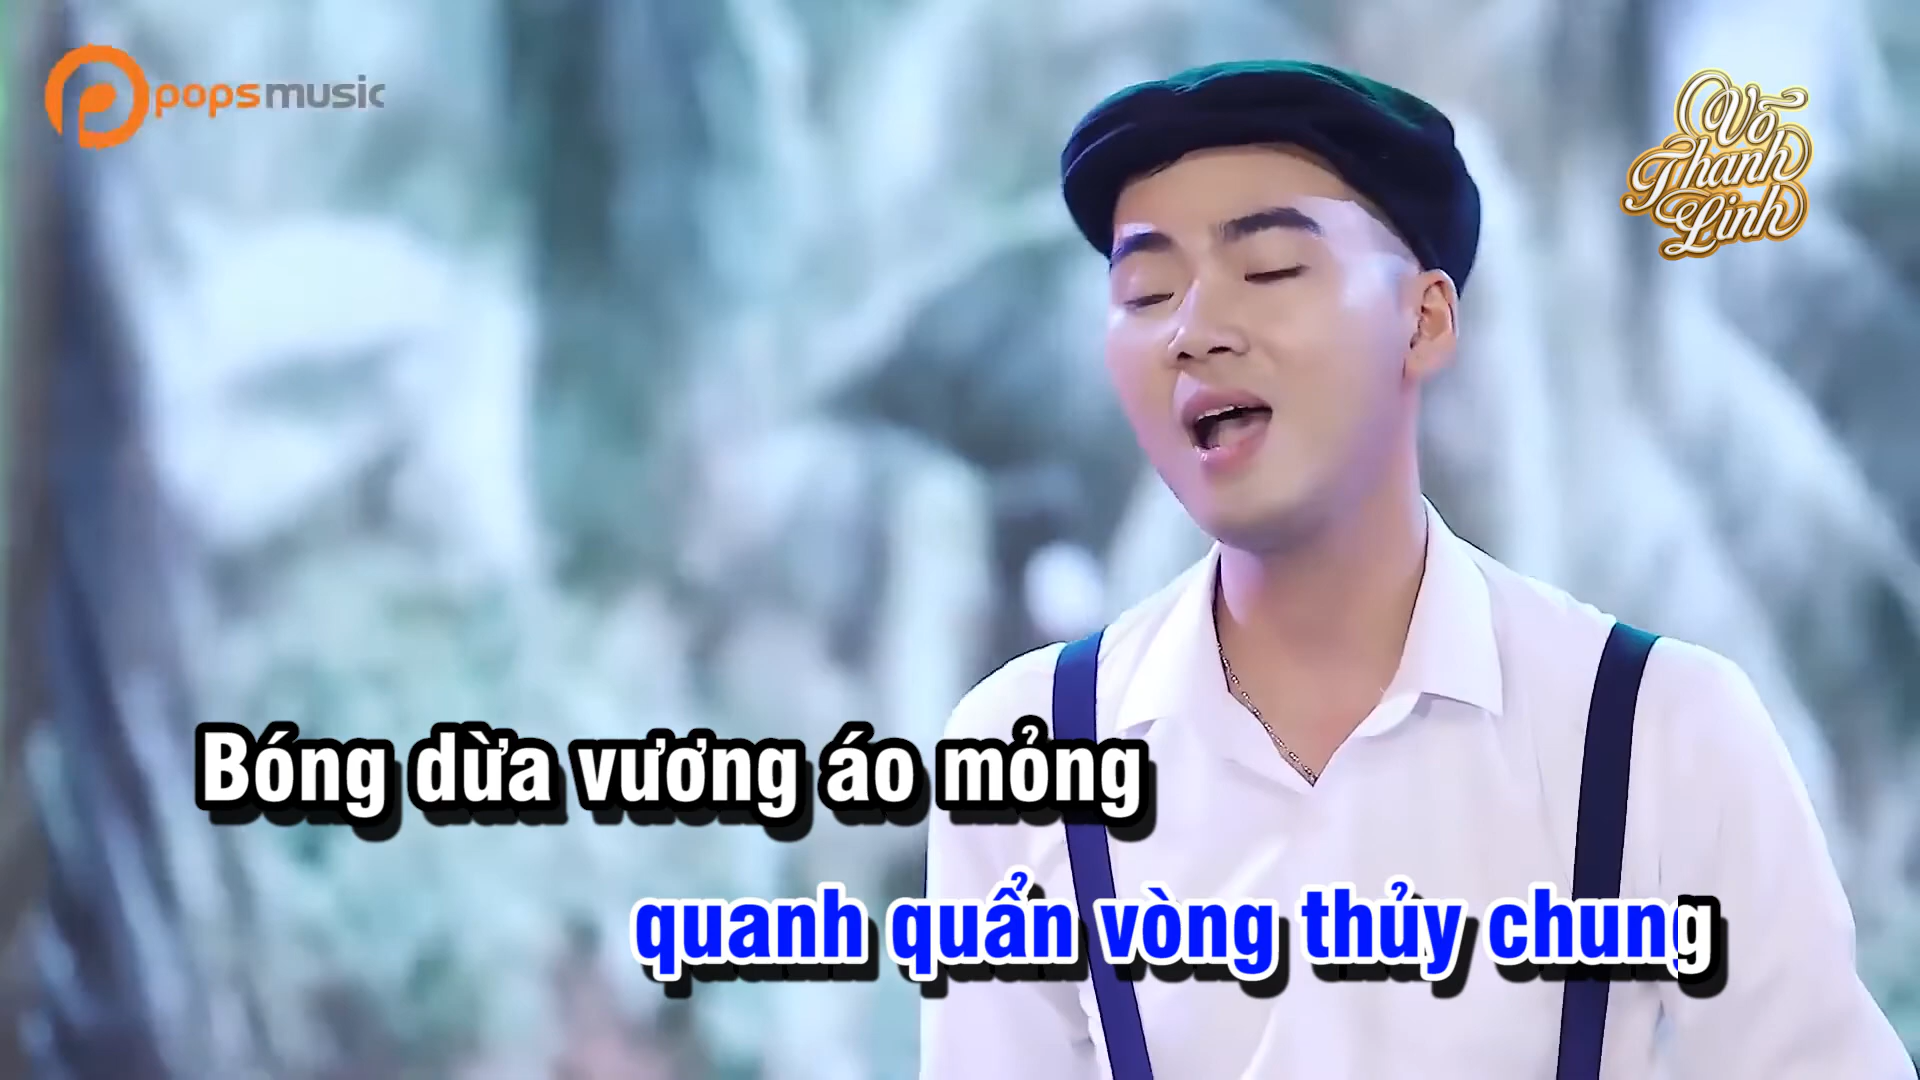 popsmusic
Võ
Thanh
Linh
Bóng dừa vương áo mỏng
quanh quẩn vòng thủy chung